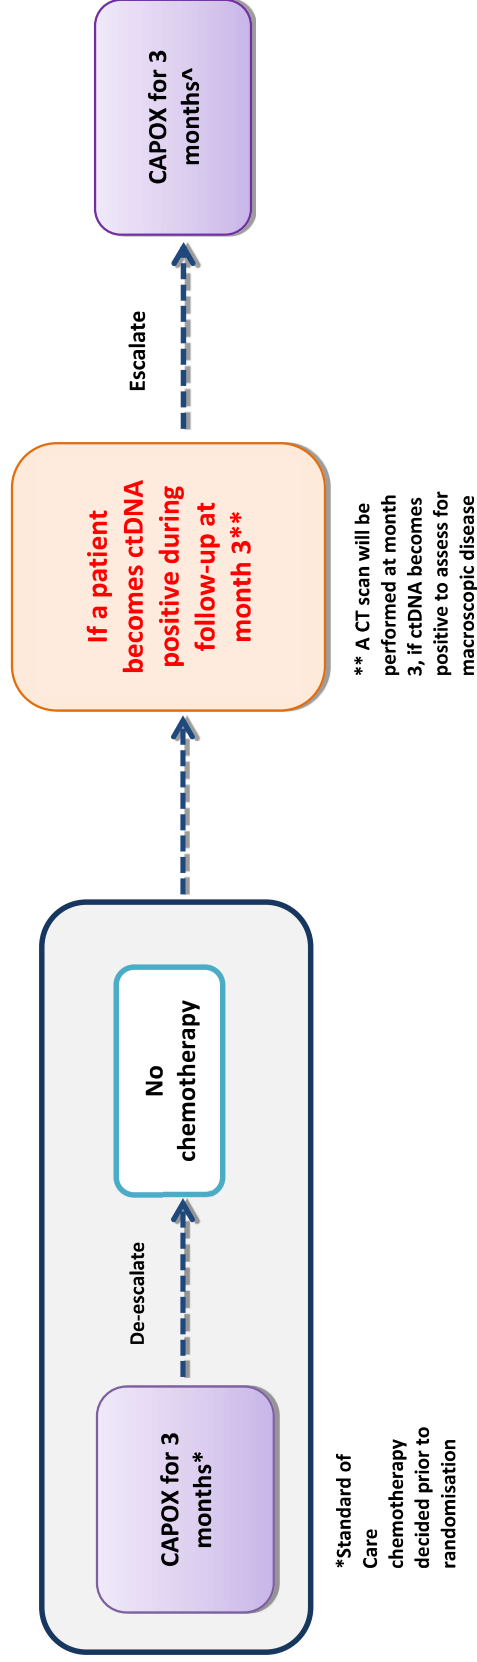 CAPOX for 3
months*
De-escalate
No
chemotherapy
If a patient
becomes ctDNA
positive during
follow-up at
month 3**
Escalate
CAPOX for 3
months^
*Standard of
Care
chemotherapy
decided prior to
randomisation
** A CT scan will be
performed at month
3, if ctDNA becomes
positive to assess for
macroscopic disease